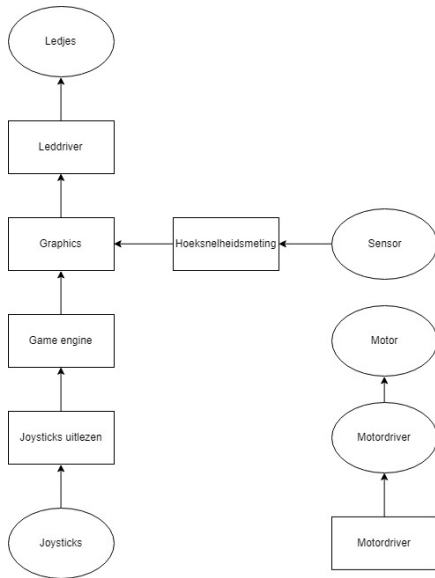 Ledjes
Leddriver
Graphics
Hoeksnelheidsmeting
Sensor
Game engine
Motor
Joysticks uitlezen
Motordriver
Joysticks
Motordriver